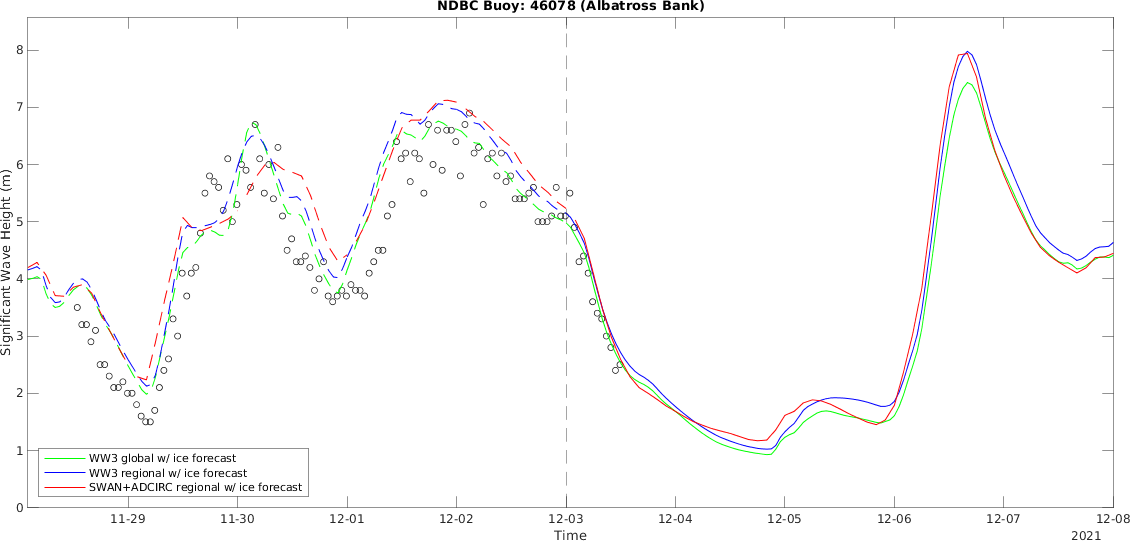 NDBC Buoy: 46078 (Albatross Bank)
Significant Wave Height (m)
8
7
6
5
4
3
2
1
0
WW3 global w/ ice forecast
WW3 regional w/ ice forecast
SWAN+ADCIRC regional w/ ice forecast
11-29 11-30 12-01 12-02 12-03 12-04 12-05 12-06 12-07 12-08
Time
2021